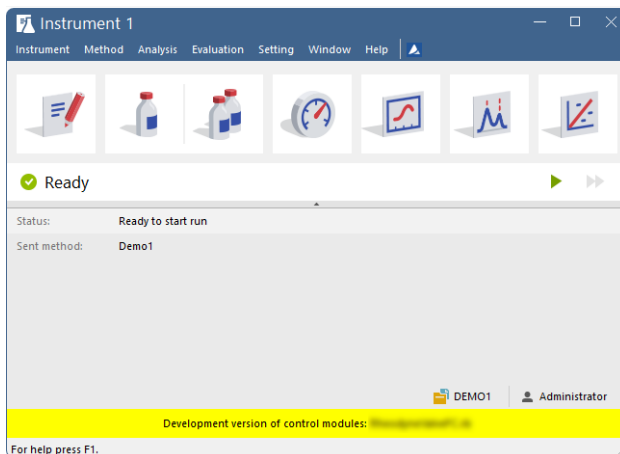 Instrument 1
Instrument Method Analysis Evaluation Setting Window Help
Ready
Status: Ready to start run
Sent method: Demo1
DEMO1 Administrator
Development version of control modules:
For help press F1.